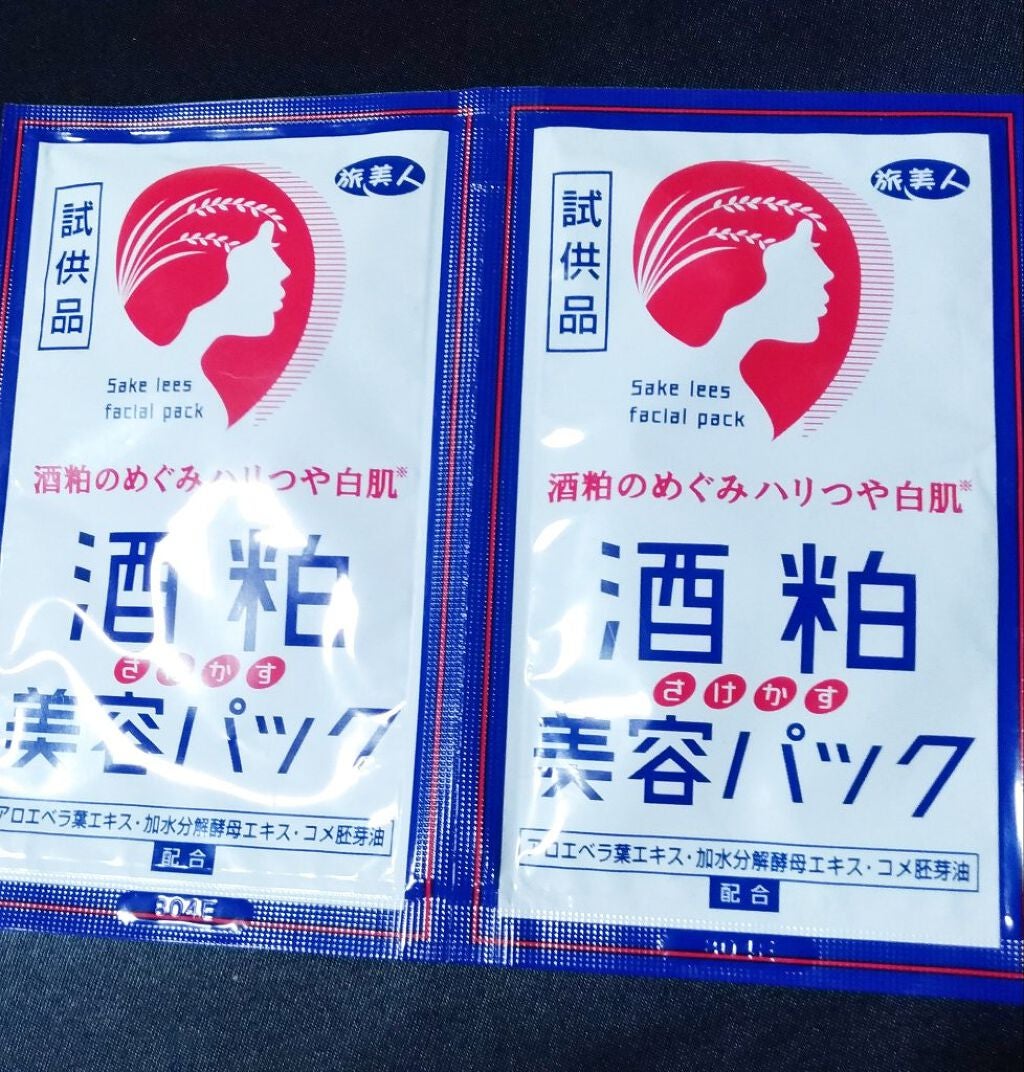 試供品
旅美人
Sake lees
facial pack
酒粕のめぐみハリつや白肌※
酒粕
さけかす
美容パック
アロエベラ葉エキス・加水分解酵母エキス・コメ胚芽油
配合
304E
試供品
旅美人
Sake lees
facial pack
酒粕のめぐみハリつや白肌※
酒粕
さけかす
美容パック
アロエベラ葉エキス・加水分解酵母エキス・コメ胚芽油
配合